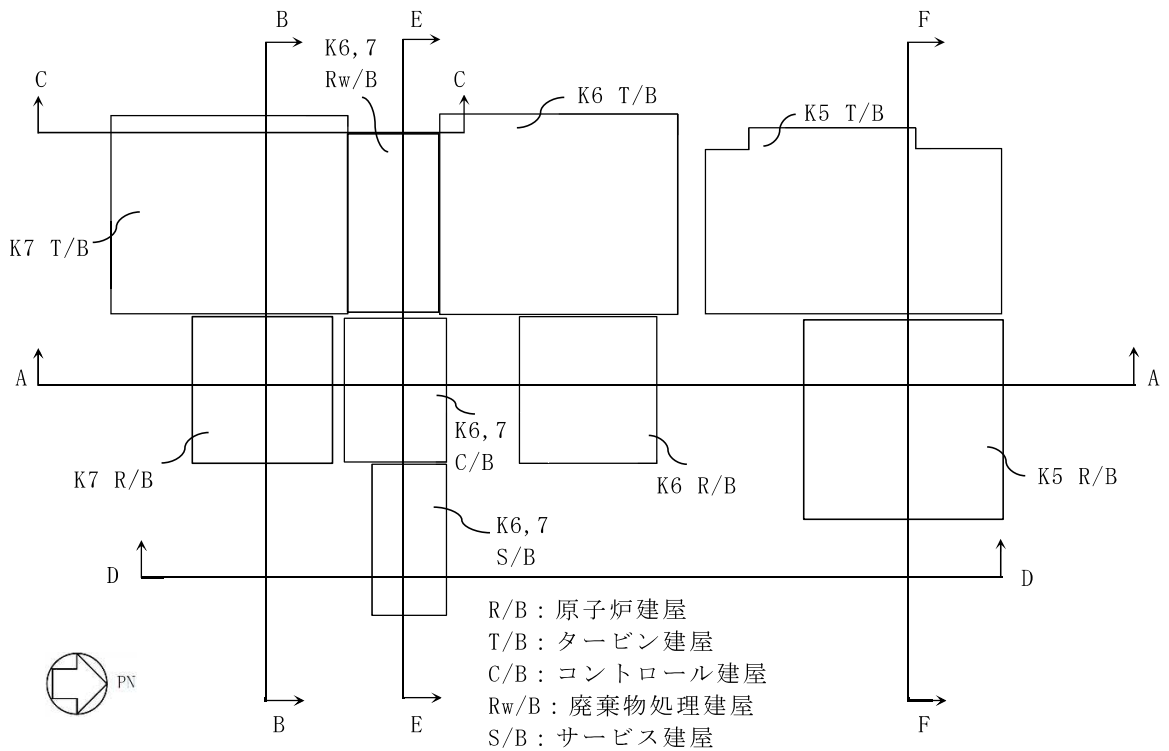 B
E
F
K6,7
Rw/B
C
C
K6 T/B
K5 T/B
K7 T/B
A
A
K6,7
C/B
K7 R/B
K6 R/B
K5 R/B
K6,7
S/B
D
D
R/B：原子炉建屋
T/B：タービン建屋
C/B：コントロール建屋
Rw/B：廃棄物処理建屋
S/B：サービス建屋
PN
B
E
F